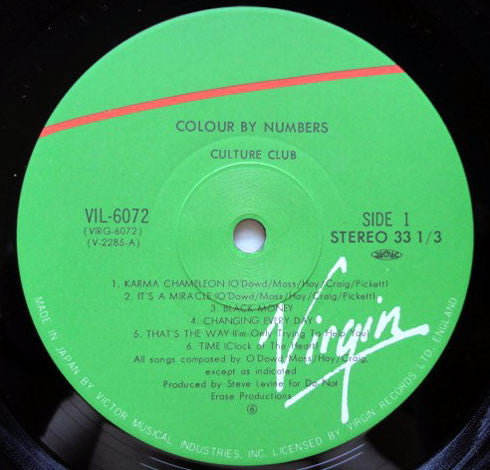 COLOUR BY NUMBERS
CULTURE CLUB
VIL-6072
(VIRG-6072)
(V-2285-A)
SIDE 1
STEREO 33 1/3
1. KARMA CHAMELEON (O'Dowd/Moss/Hay/Craig/Pickett)
2. IT'S A MIRACLE (O'Dowd/Moss/Hay/Craig/Pickett)
3. BLACK MONEY
4. CHANGING EVERY DAY
5. THAT'S THE WAY (I'm Only Trying To Help You)
6. TIME (Clock of The Heart)
All songs composed by O'Dowd/Moss/Hay/Craig,
except as indicated
Produced by Steve Levine for Do Not
Erase Productions
6
Virgin
MADE IN JAPAN BY VICTOR MUSICAL INDUSTRIES, INC. LICENSED BY VIRGIN RECORDS LTD., ENGLAND